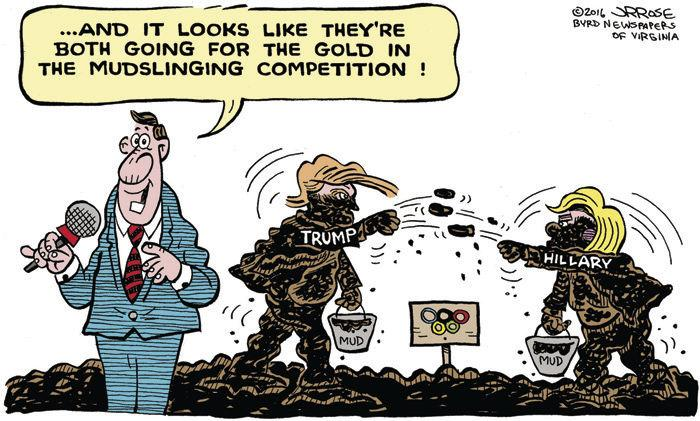 ...AND IT LOOKS LIKE THEY'RE
BOTH GOING FOR THE GOLD IN
THE MUDSLINGING COMPETITION !
©2016 JRROSE
BYRD NEWSPAPERS
OF VIRGINIA
TRUMP
HILLARY
MUD
MUD